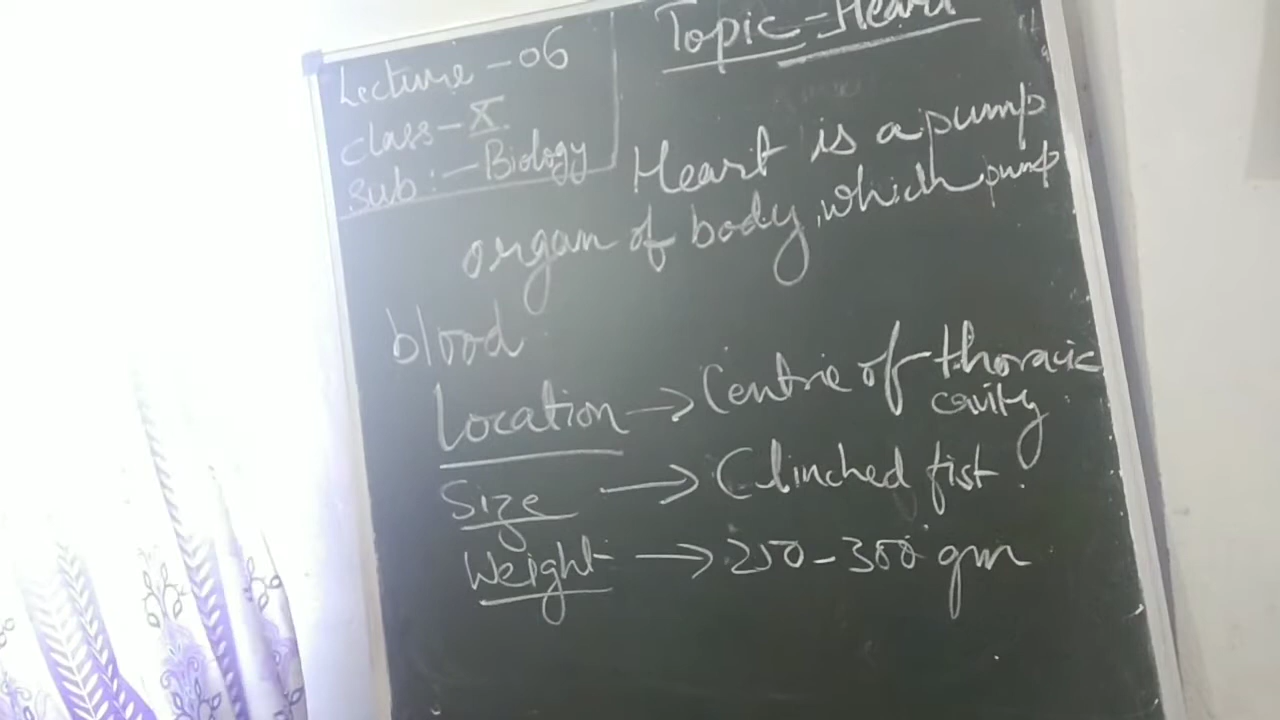 Lecture - 06
class - X
Sub :- Biology
Topic - Heart
Heart is a pump
organ of body, which pump
blood
Location → Centre of thoracic
cavity
Size → Clinched fist.
Weight → 250 - 300 gm